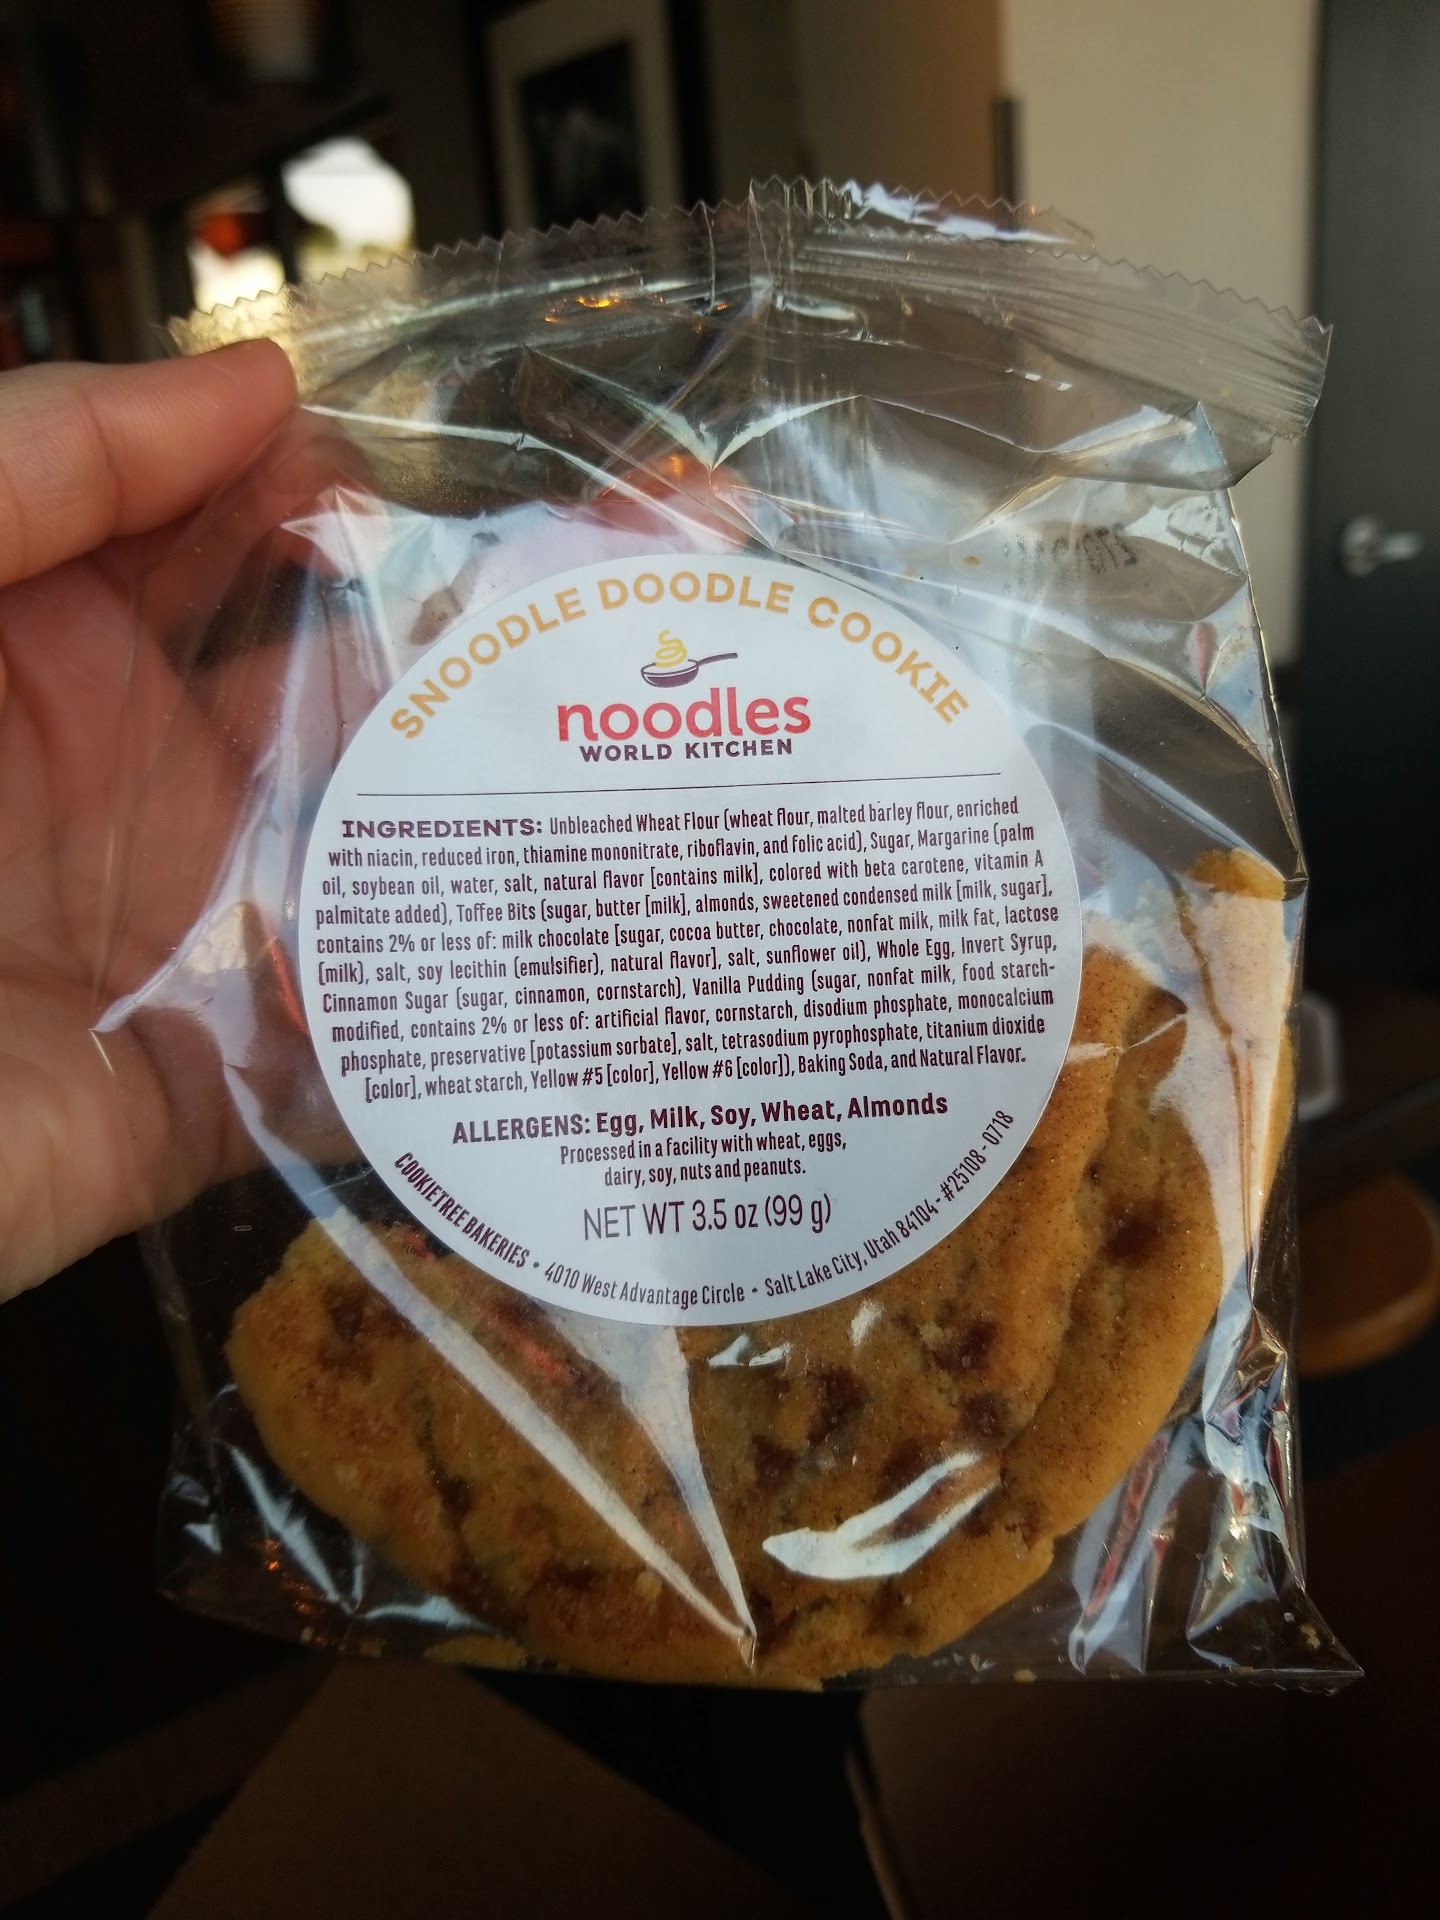 SNOODLE DOODLE COOKIE
noodles
WORLD KITCHEN
INGREDIENTS: Unbleached Wheat Flour (wheat flour, malted barley flour, enriched
with niacin, reduced iron, thiamine mononitrate, riboflavin, and folic acid), Sugar, Margarine (palm
oil, soybean oil, water, salt, natural flavor [contains milk], colored with beta carotene, vitamin A
palmitate added), Toffee Bits (sugar, butter [milk], almonds, sweetened condensed milk [milk, sugar],
contains 2% or less of: milk chocolate [sugar, cocoa butter, chocolate, nonfat milk, milk fat, lactose
(milk), salt, soy lecithin (emulsifier), natural flavor], salt, sunflower oil), Whole Egg, Invert Syrup,
Cinnamon Sugar (sugar, cinnamon, cornstarch), Vanilla Pudding (sugar, nonfat milk, food starch-
modified, contains 2% or less of: artificial flavor, cornstarch, disodium phosphate, monocalcium
phosphate, preservative [potassium sorbate], salt, tetrasodium pyrophosphate, titanium dioxide
[color], wheat starch, Yellow #5 [color], Yellow #6 [color]), Baking Soda, and Natural Flavor.
ALLERGENS: Egg, Milk, Soy, Wheat, Almonds
Processed in a facility with wheat, eggs,
dairy, soy, nuts and peanuts.
NET WT 3.5 oz (99 g)
COOKIETREE BAKERIES • 4010 West Advantage Circle • Salt Lake City, Utah 84104 - #25108 - 0718